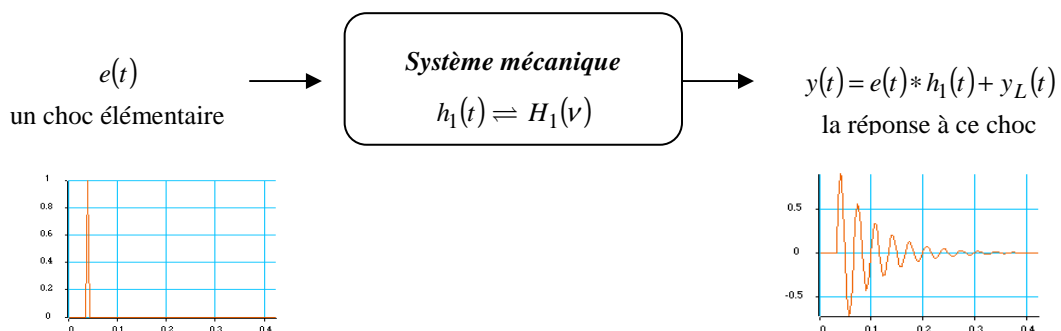 e(t)
un choc élémentaire
Système mécanique
h₁(t) ⇌ H₁(ν)
y(t) = e(t) * h₁(t) + y_L(t)
la réponse à ce choc
1
0.8
0.6
0.4
0.2
0
0. 0.1 0.2 0.3 0.4
0.5
0
-0.5
0 0.1 0.2 0.3 0.4